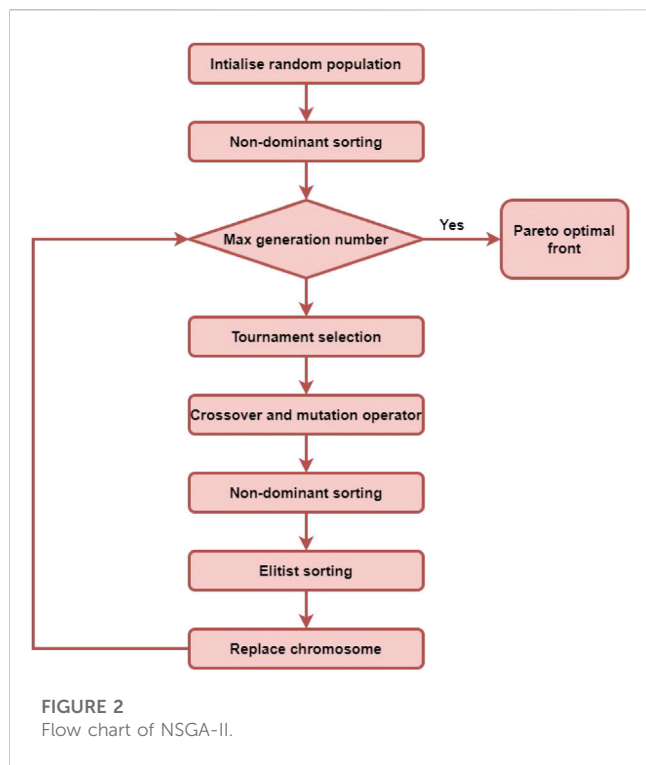 Intialise random population
Non-dominant sorting
Max generation number
Yes
Pareto optimal
front
Tournament selection
Crossover and mutation operator
Non-dominant sorting
Elitist sorting
Replace chromosome
FIGURE 2
Flow chart of NSGA-II.